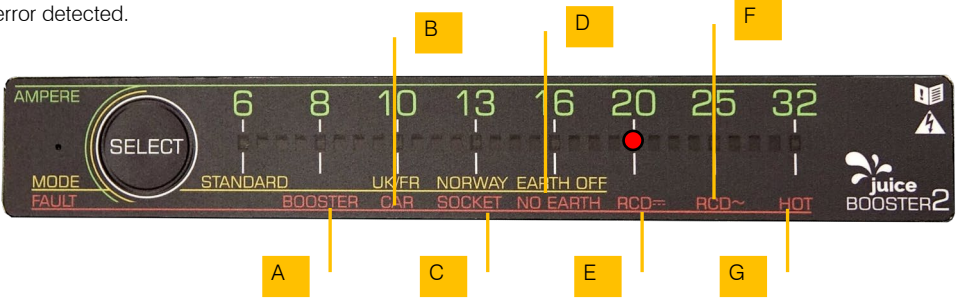 error detected.
B
D
F
AMPERE 6 8 10 13 16 20 25 32
SELECT
MODE STANDARD UK/FR NORWAY EARTH OFF
FAULT BOOSTER CAR SOCKET NO EARTH RCD⎓ RCD~ HOT
juice
BOOSTER2
A
C
E
G